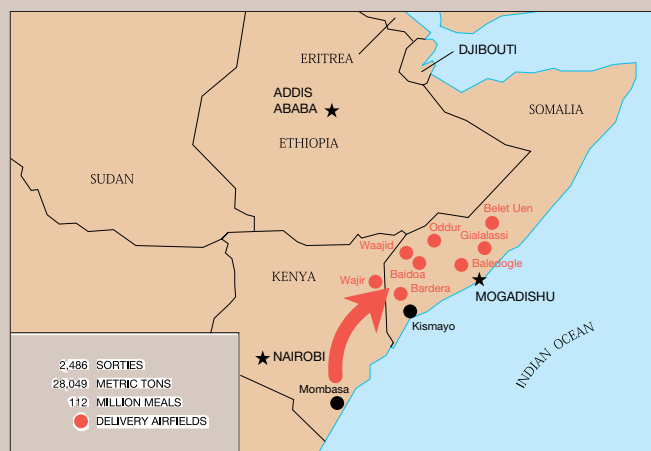 ERITREA
DJIBOUTI
ADDIS
ABABA
SOMALIA
ETHIOPIA
SUDAN
Belet Uen
Oddur
Gialalassi
Waajid
Baidoa
Baledogle
KENYA
Wajir
Bardera
MOGADISHU
Kismayo
INDIAN OCEAN
NAIROBI
2,486 SORTIES
28,049 METRIC TONS
Mombasa
112 MILLION MEALS
DELIVERY AIRFIELDS